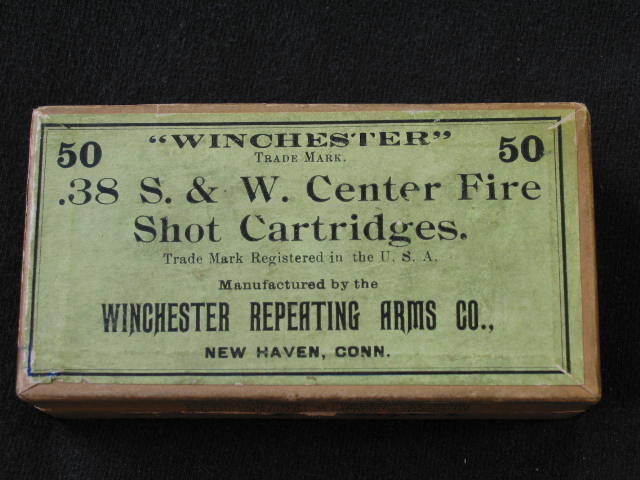 50 "WINCHESTER" 50
TRADE MARK.
.38 S. & W. Center Fire
Shot Cartridges.
Trade Mark Registered in the U. S. A.
Manufactured by the
WINCHESTER REPEATING ARMS CO.,
NEW HAVEN, CONN.